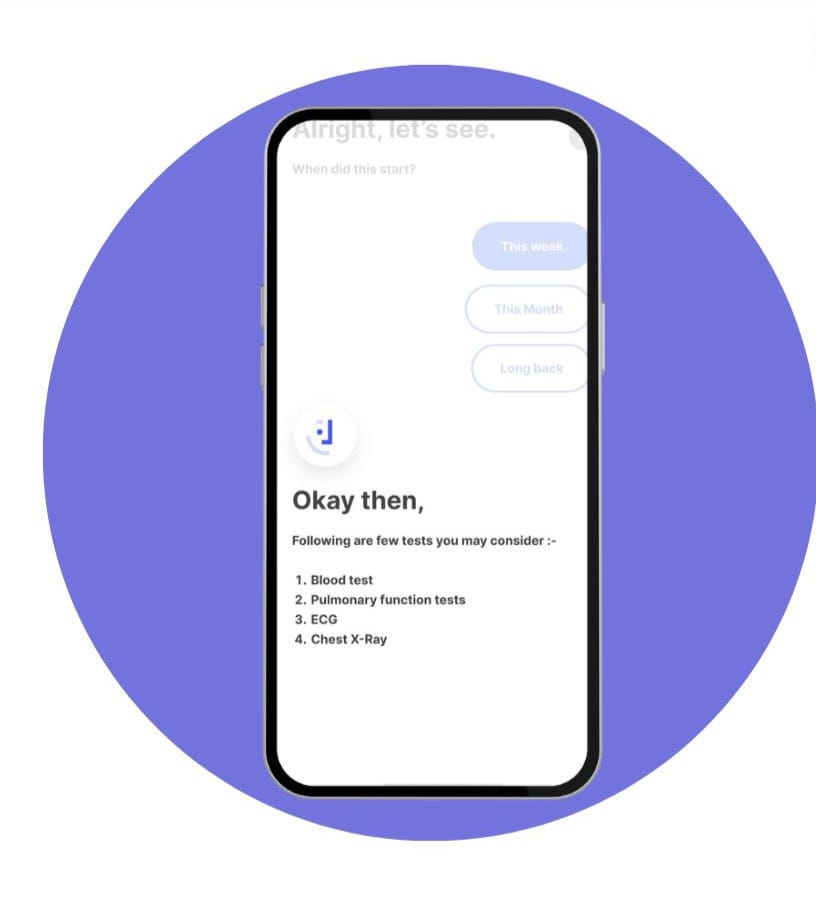 Alright, let's see.
When did this start?
This week
This Month
Long back
Okay then,
Following are few tests you may consider :-
1. Blood test
2. Pulmonary function tests
3. ECG
4. Chest X-Ray